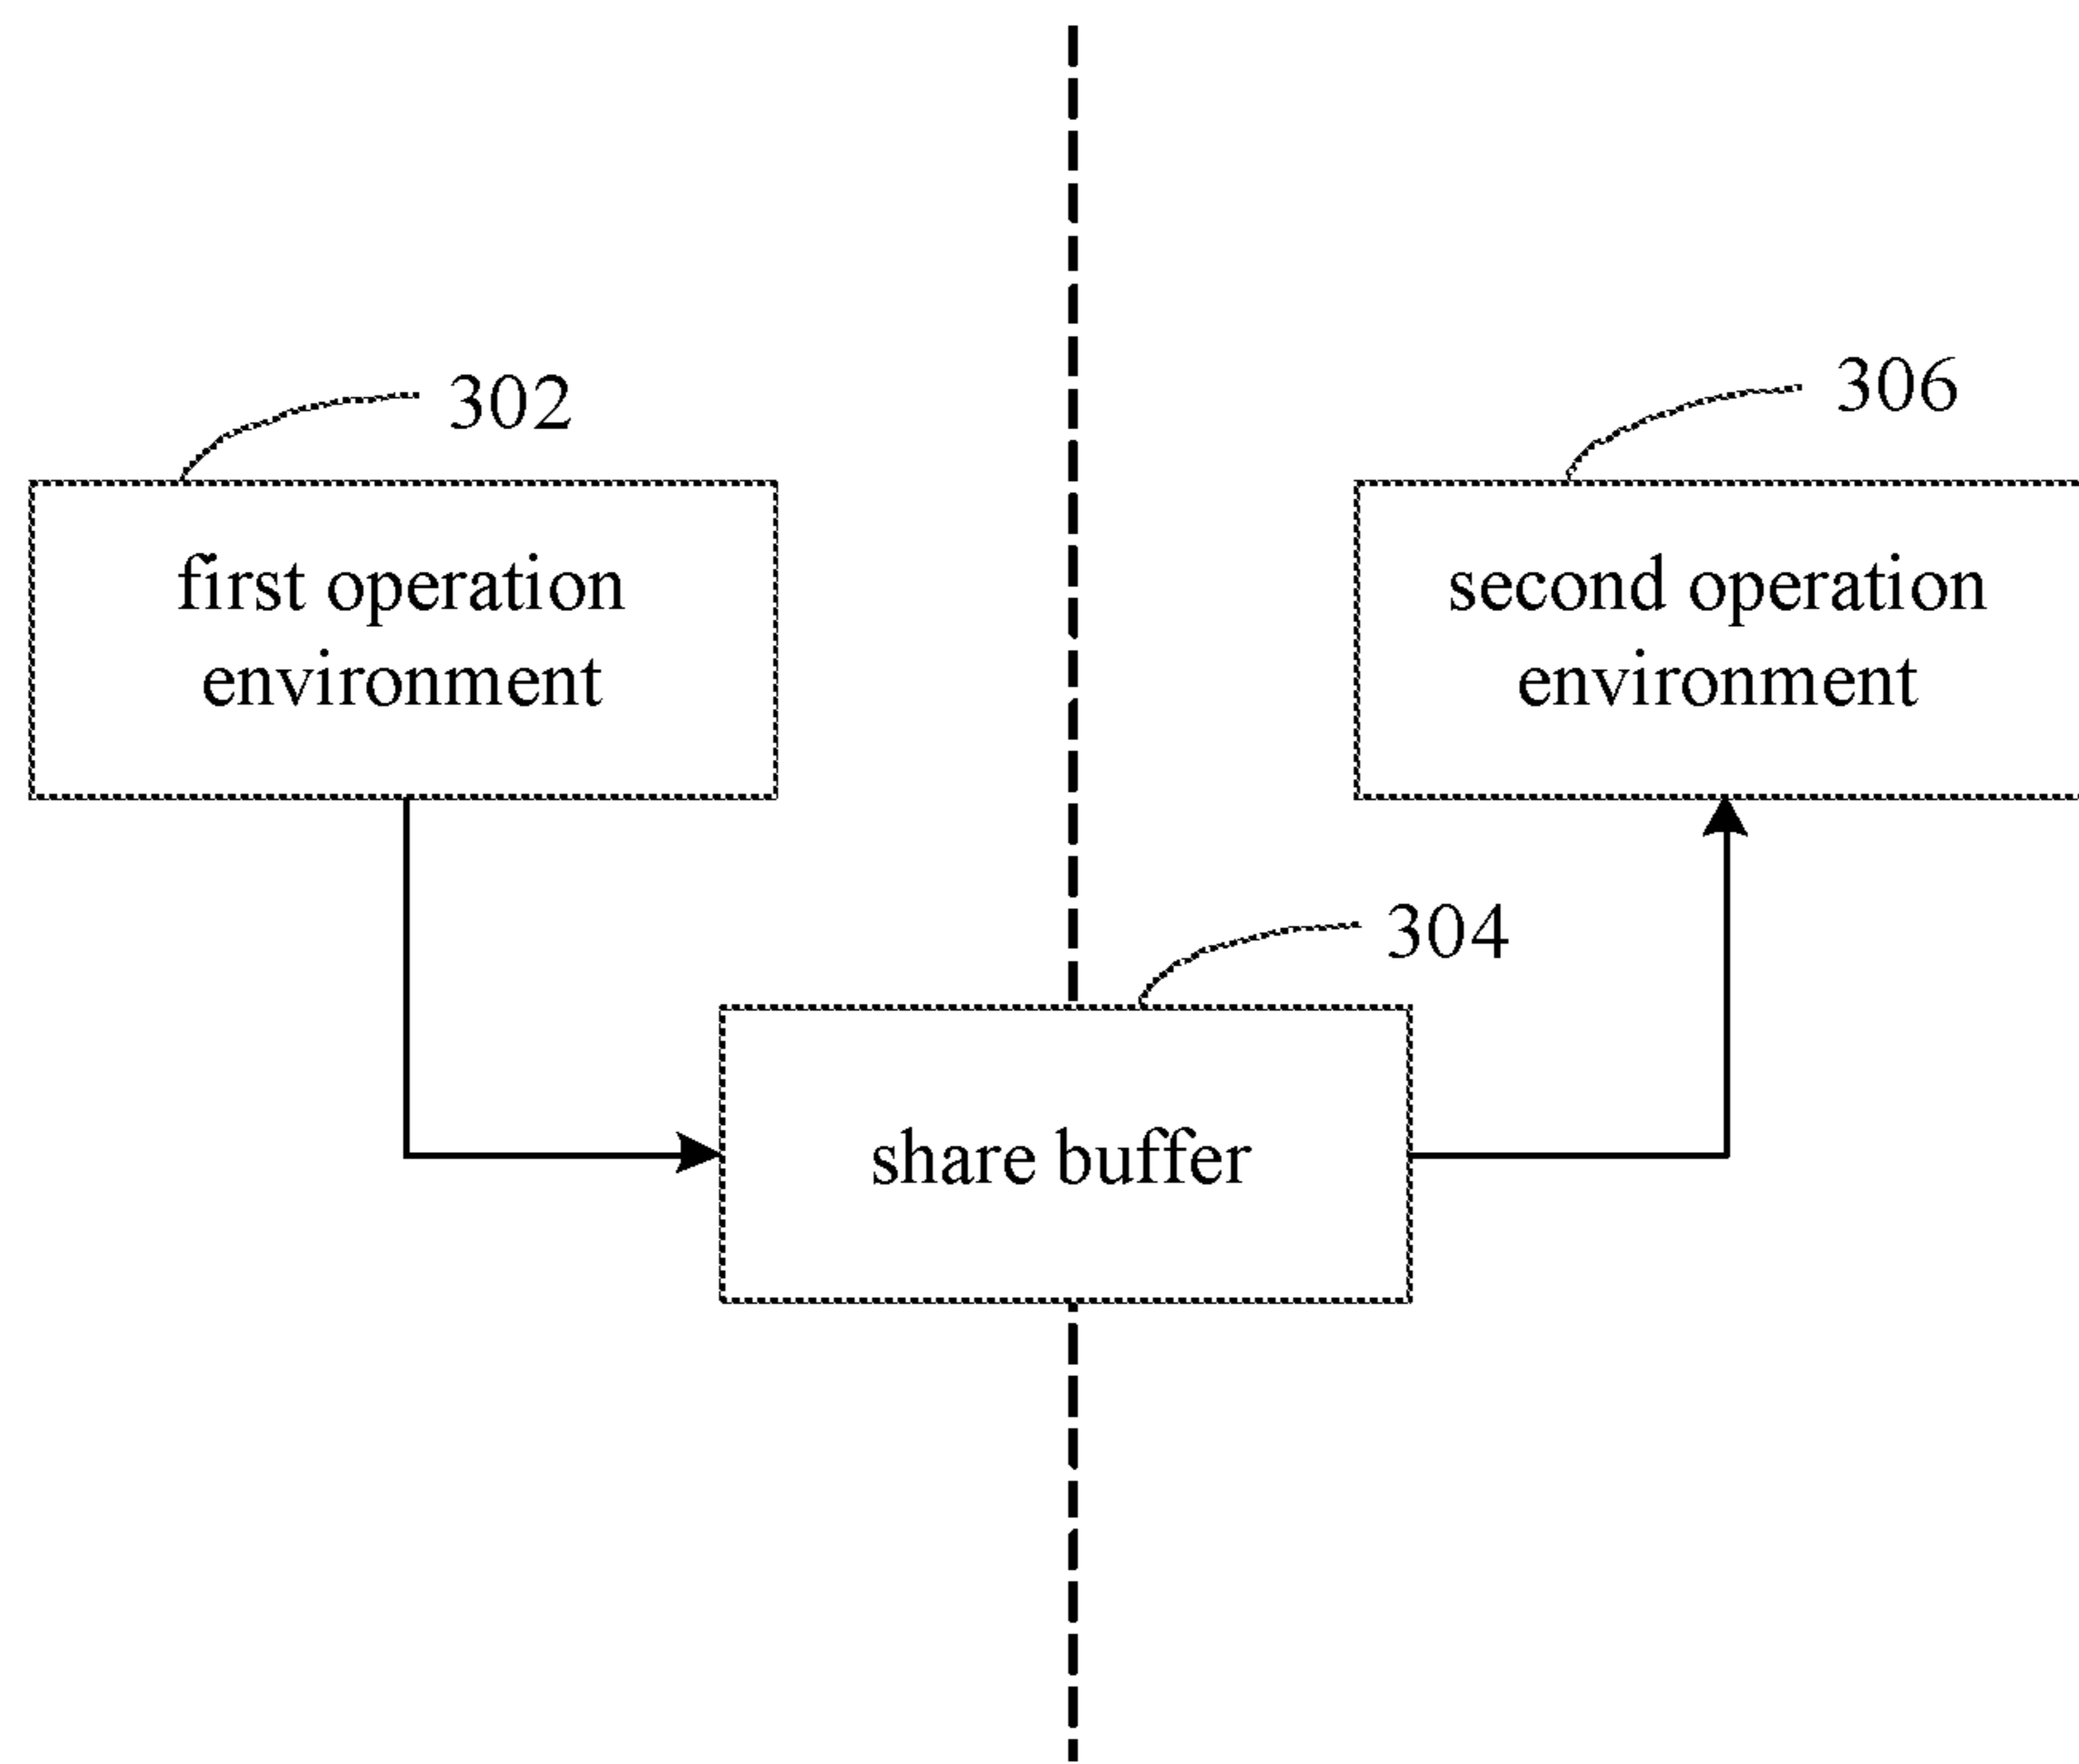 302
first operation
environment
306
second operation
environment
304
share buffer